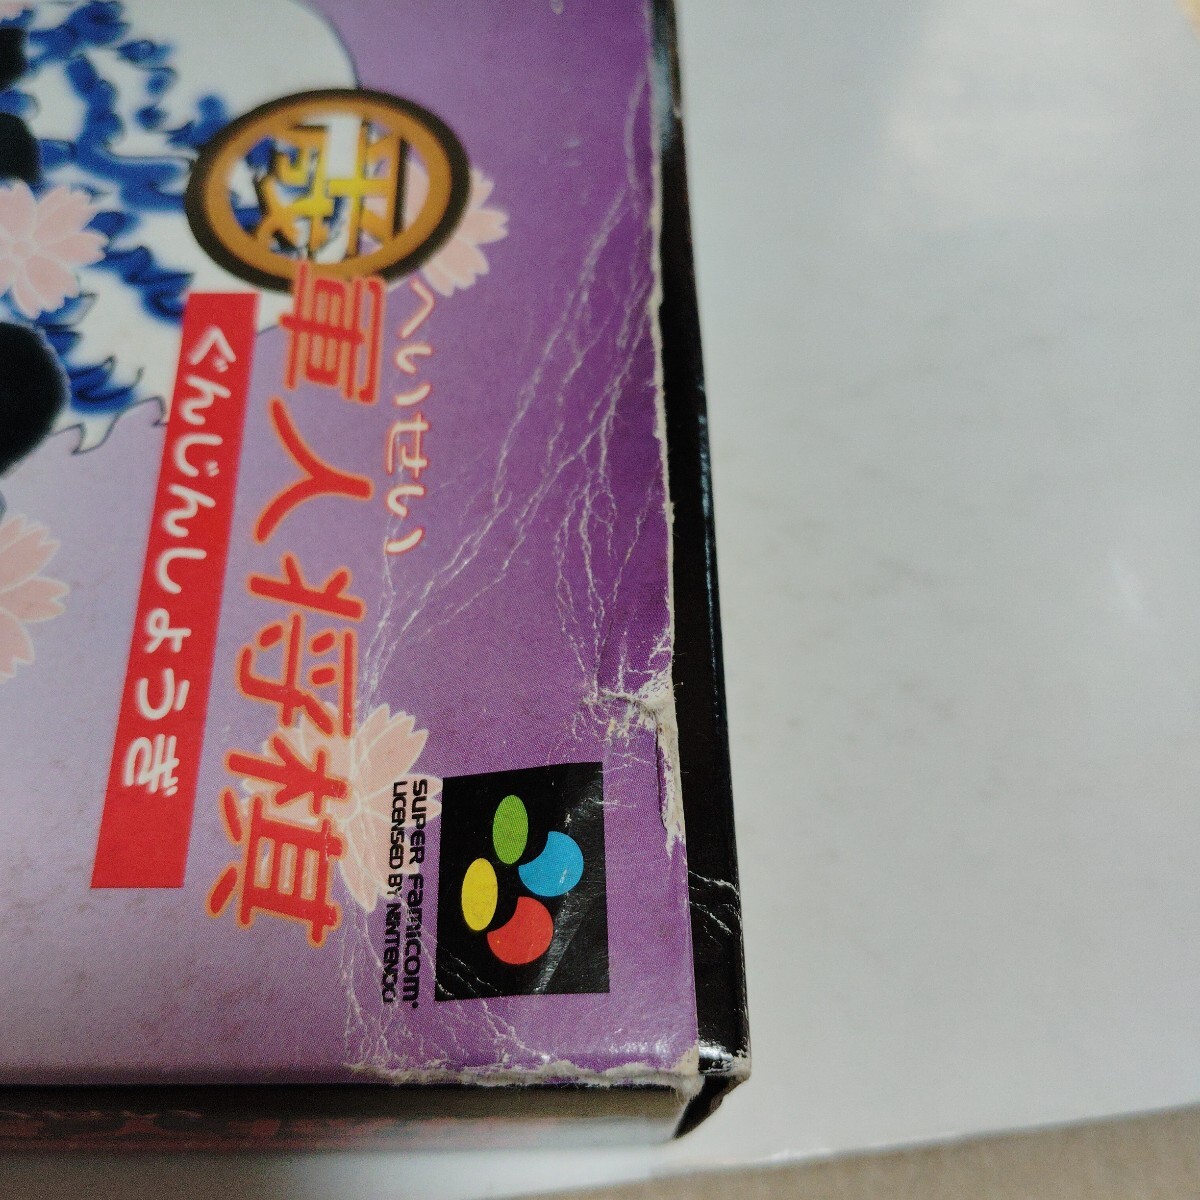 平成
へいせい
軍人将棋
ぐんじんしょうぎ
SUPER FAMICOM
LICENSED BY NINTENDO